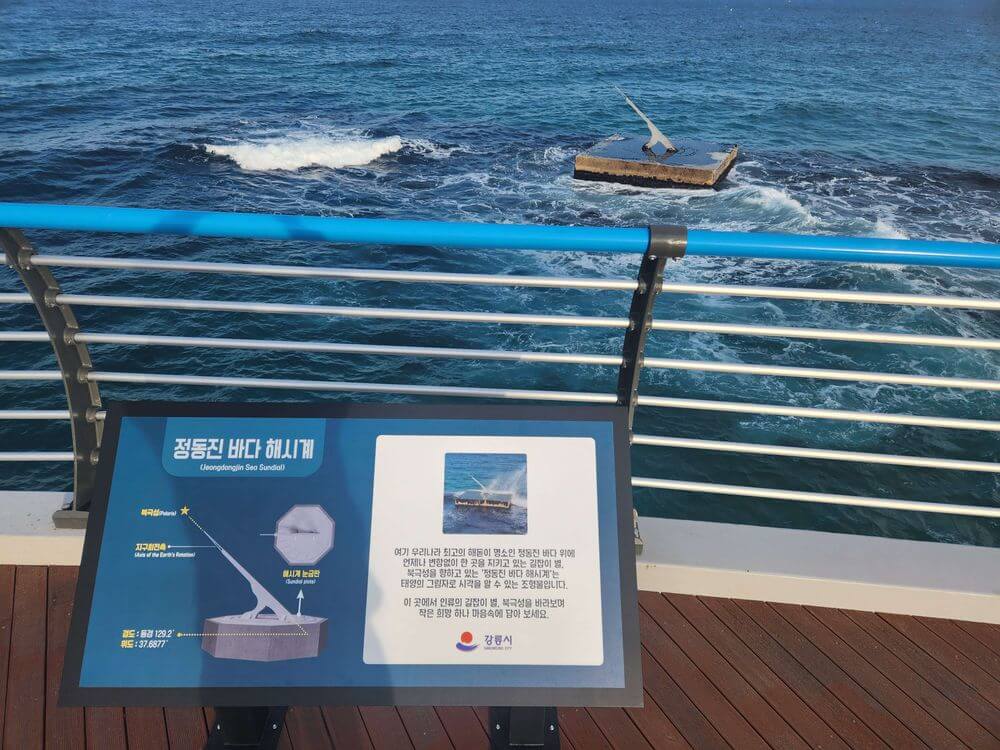 정동진 바다 해시계
(Jeongdongjin Sea Sundial)
북극성(Polaris)
지구회전축
(Axis of the Earth's Rotation)
해시계 눈금판
(Sundial plate)
경도 : 동경 129.2˚
위도 : 37.6877˚
여기 우리나라 최고의 해돋이 명소인 정동진 바다 위에
언제나 변함없이 한 곳을 지키고 있는 길잡이 별,
북극성을 향하고 있는 '정동진 바다 해시계'는
태양의 그림자로 시각을 알 수 있는 조형물입니다.
이 곳에서 인류의 길잡이 별, 북극성을 바라보며
작은 희망 하나 마음속에 담아 보세요.
강릉시
GANGNEUNG CITY